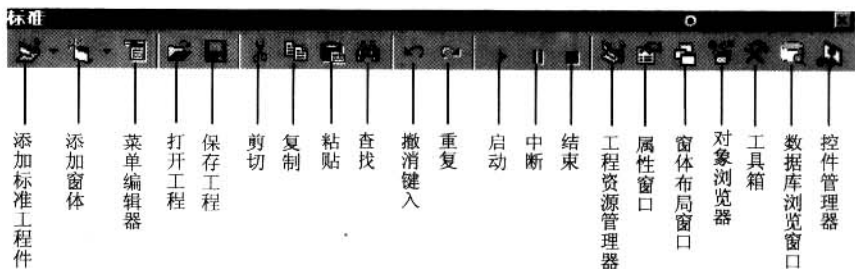 标准
添加标准工程件
添加窗体
菜单编辑器
打开工程
保存工程
剪切
复制
粘贴
查找
撤消键入
重复
启动
中断
结束
工程资源管理器
属性窗口
窗体布局窗口
对象浏览器
工具箱
数据库浏览窗口
控件管理器